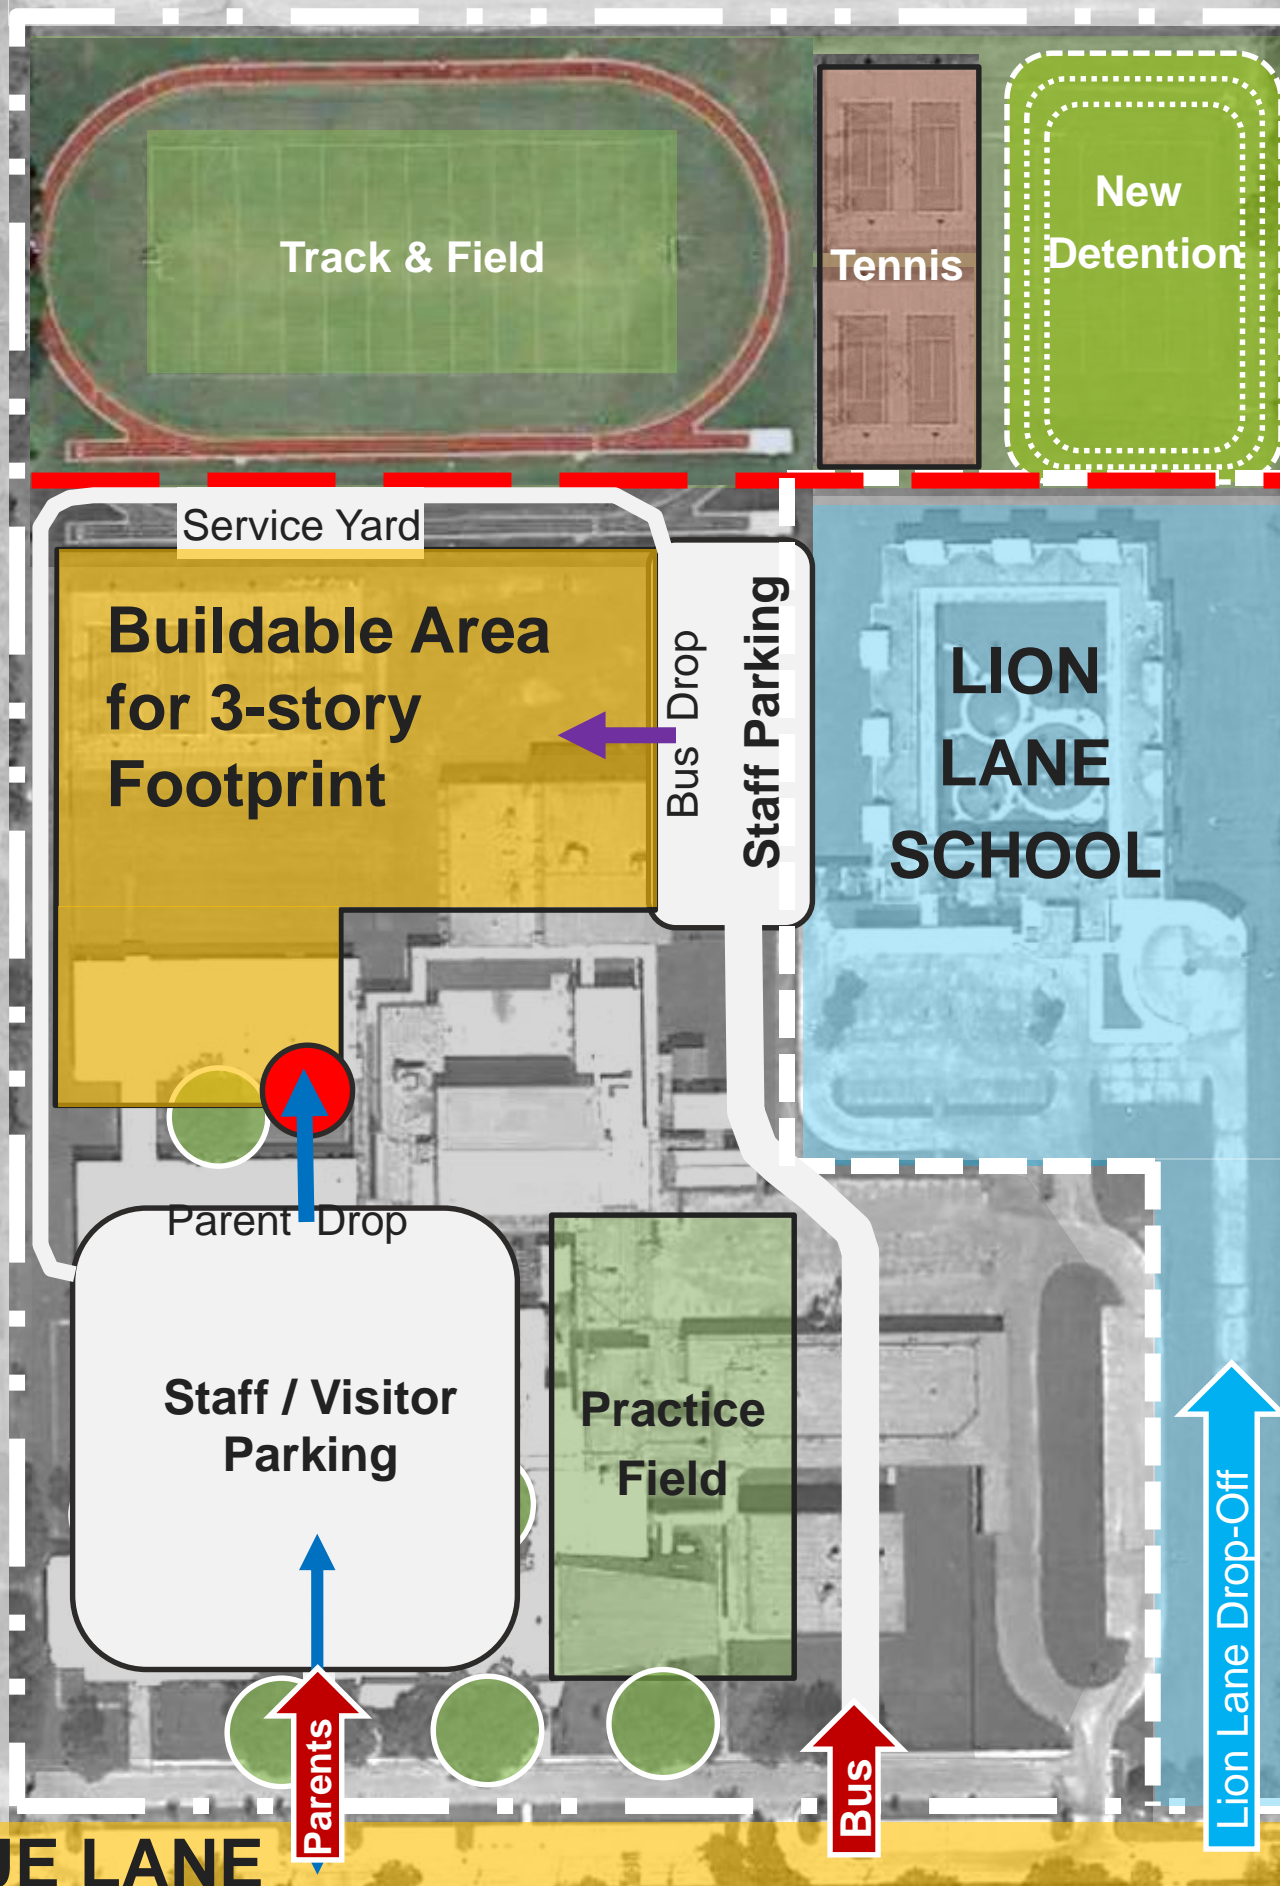 Track & Field
Tennis
New
Detention
Service Yard
Buildable Area
for 3-story
Footprint
Bus Drop
Staff Parking
LION
LANE
SCHOOL
Parent Drop
Staff / Visitor
Parking
Practice
Field
Parents
Bus
Lion Lane Drop-Off
UE LANE